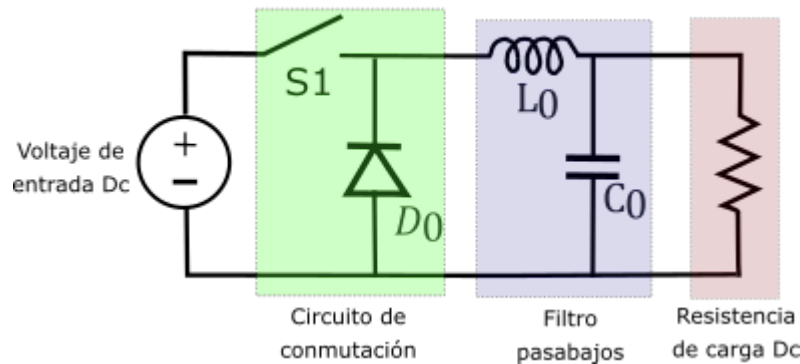 S1
L0
Voltaje de
entrada Dc
+
-
D0
C0
Circuito de
conmutación
Filtro
pasabajos
Resistencia
de carga Dc